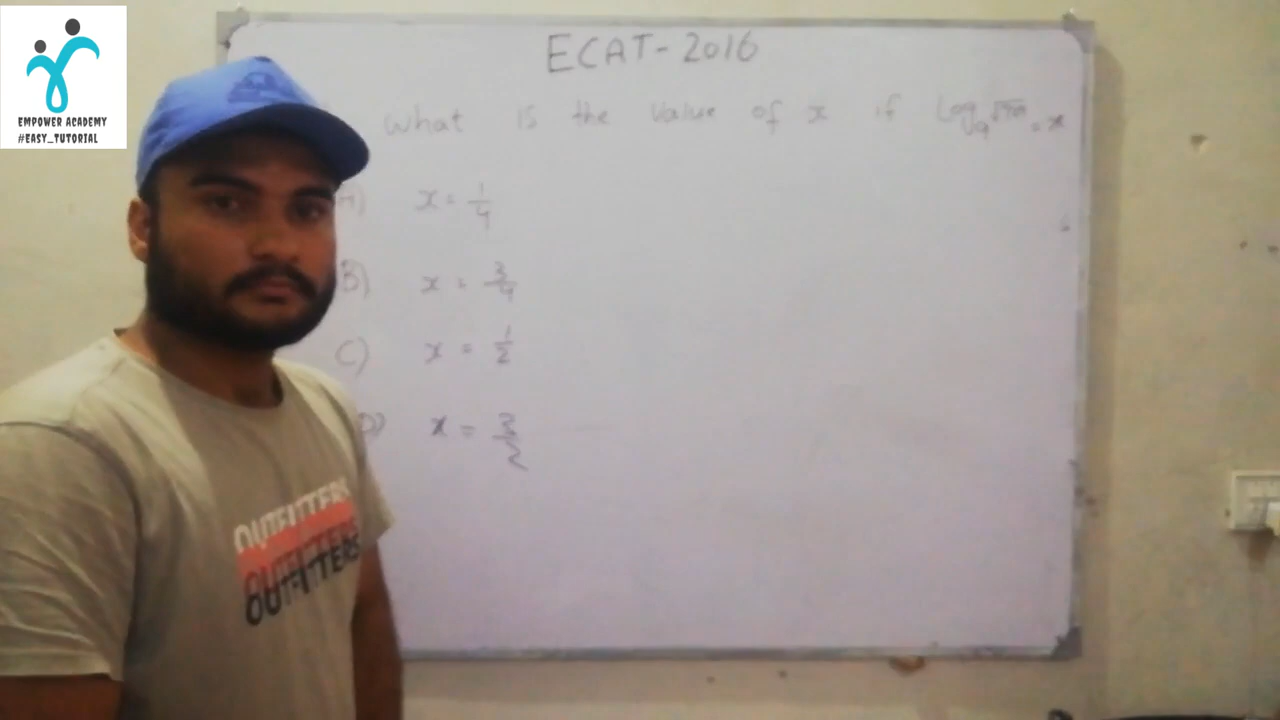 EMPOWER ACADEMY
#EASY_TUTORIAL
ECAT-2016
what is the value of x if Log₉ = x
A) x = 1/4
B) x = 3/4
C) x = 1/2
D) x = 3/2
OUTFITTERS
OUTFITTERS
OUTFITTERS